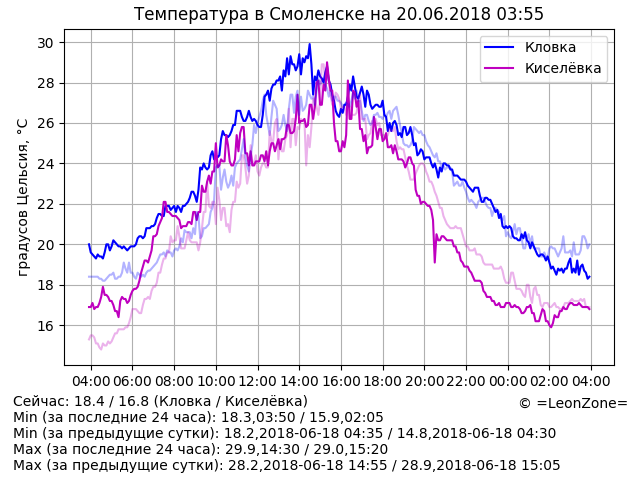 Температура в Смоленске на 20.06.2018 03:55
градусов Цельсия, °C
30
28
26
24
22
20
18
16
Кловка
Киселёвка
04:00 06:00 08:00 10:00 12:00 14:00 16:00 18:00 20:00 22:00 00:00 02:00 04:00
Сейчас: 18.4 / 16.8 (Кловка / Киселёвка)
© =LeonZone=
Min (за последние 24 часа): 18.3,03:50 / 15.9,02:05
Min (за предыдущие сутки): 18.2,2018-06-18 04:35 / 14.8,2018-06-18 04:30
Max (за последние 24 часа): 29.9,14:30 / 29.0,15:20
Max (за предыдущие сутки): 28.2,2018-06-18 14:55 / 28.9,2018-06-18 15:05